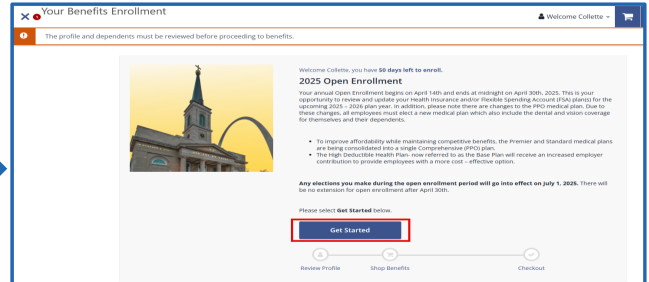 Your Benefits Enrollment
Welcome Collette
The profile and dependents must be reviewed before proceeding to benefits.
Welcome Collette, you have 50 days left to enroll.
2025 Open Enrollment
Your annual Open Enrollment begins on April 14th and ends at midnight on April 30th, 2025. This is your
opportunity to review and update your Health Insurance and/or Flexible Spending Account (FSA) plan(s) for the
upcoming 2025 – 2026 plan year. In addition, please note there are changes to the PPO medical plan. Due to
these changes, all employees must elect a new medical plan which also include the dental and vision coverage
for themselves and their dependents.
• To improve affordability while maintaining competitive benefits, the Premier and Standard medical plans
are being consolidated into a single Comprehensive (PPO) plan.
• The High Deductible Health Plan- now referred to as the Base Plan will receive an increased employer
contribution to provide employees with a more cost – effective option.
Any elections you make during the open enrollment period will go into effect on July 1, 2025. There will
be no extension for open enrollment after April 30th.
Please select Get Started below.
Get Started
Review Profile Shop Benefits Checkout